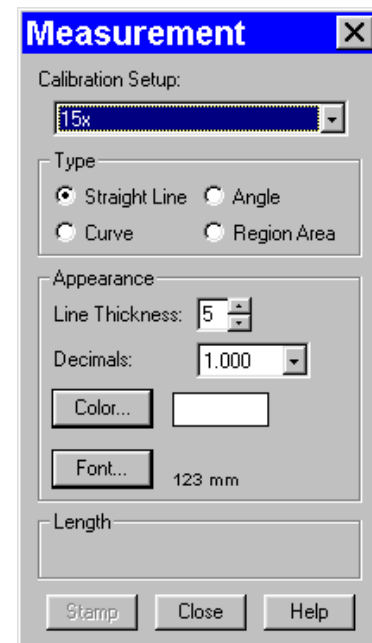 Measurement
Calibration Setup:
15x
Type
Straight Line Angle
Curve Region Area
Appearance
Line Thickness: 5
Decimals: 1.000
Color...
Font... 123 mm
Length
Stamp Close Help